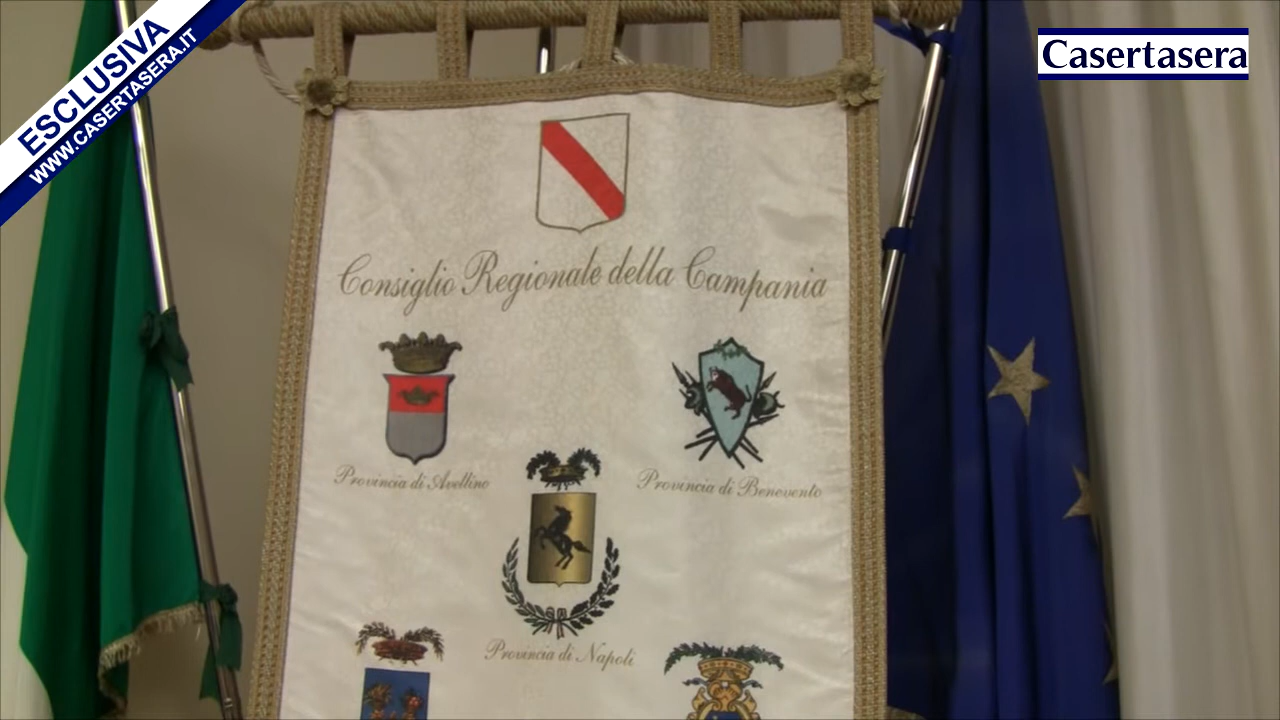 ESCLUSIVA
WWW.CASERTASERA.IT
Casertasera
Consiglio Regionale della Campania
Provincia di Avellino
Provincia di Benevento
Provincia di Napoli